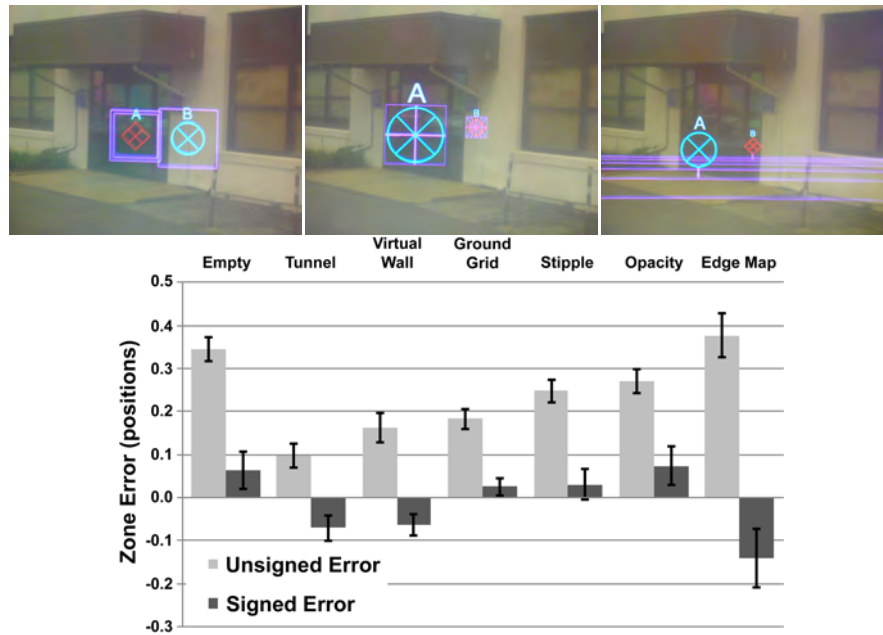 A
B
A
B
A
B
Empty
Tunnel
Virtual
Wall
Ground
Grid
Stipple
Opacity
Edge Map
Zone Error (positions)
0.5
0.4
0.3
0.2
0.1
0.0
-0.1
-0.2
-0.3
Unsigned Error
Signed Error